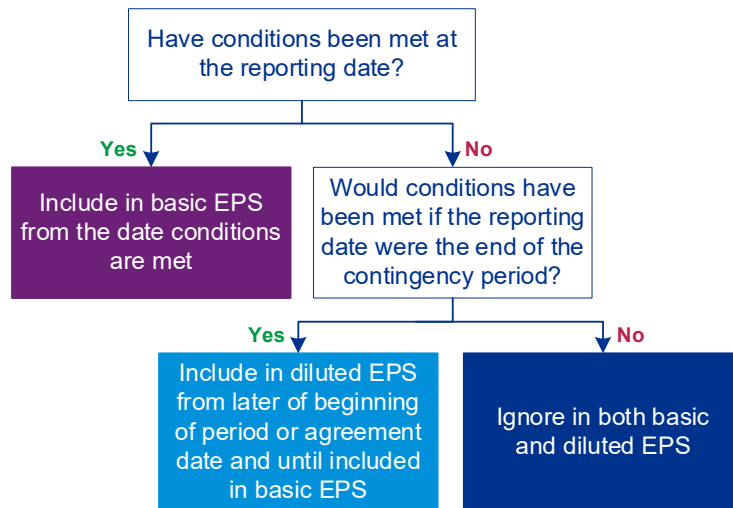 Have conditions been met at
the reporting date?
Yes
No
Include in basic EPS
from the date conditions
are met
Would conditions have
been met if the reporting
date were the end of the
contingency period?
Yes
No
Include in diluted EPS
from later of beginning
of period or agreement
date and until included
in basic EPS
Ignore in both basic
and diluted EPS